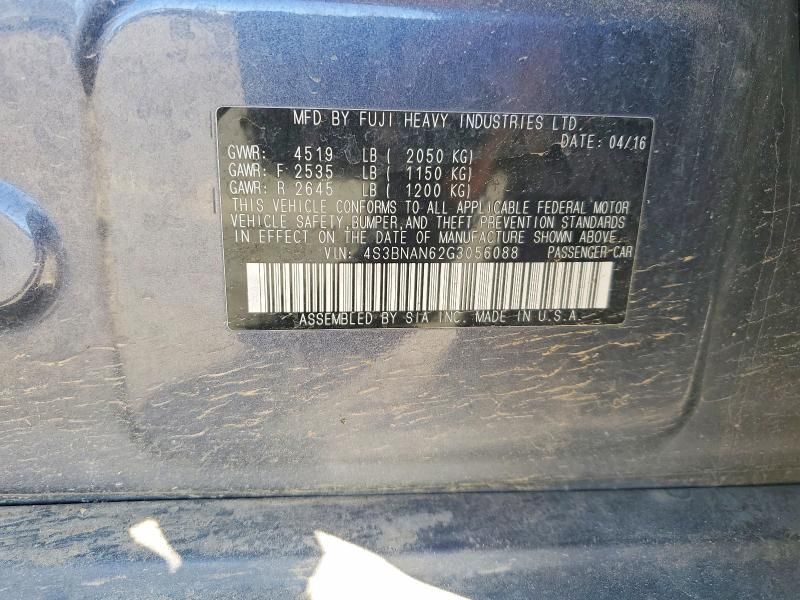 MFD BY FUJI HEAVY INDUSTRIES LTD.
DATE: 04/16
GVWR: 4519 LB ( 2050 KG)
GAWR: F 2535 LB ( 1150 KG)
GAWR: R 2645 LB ( 1200 KG)
THIS VEHICLE CONFORMS TO ALL APPLICABLE FEDERAL MOTOR
VEHICLE SAFETY,BUMPER,AND THEFT PREVENTION STANDARDS
IN EFFECT ON THE DATE OF MANUFACTURE SHOWN ABOVE.
VIN: 4S3BNAN62G3056088 PASSENGER CAR
ASSEMBLED BY SIA INC. MADE IN U.S.A.